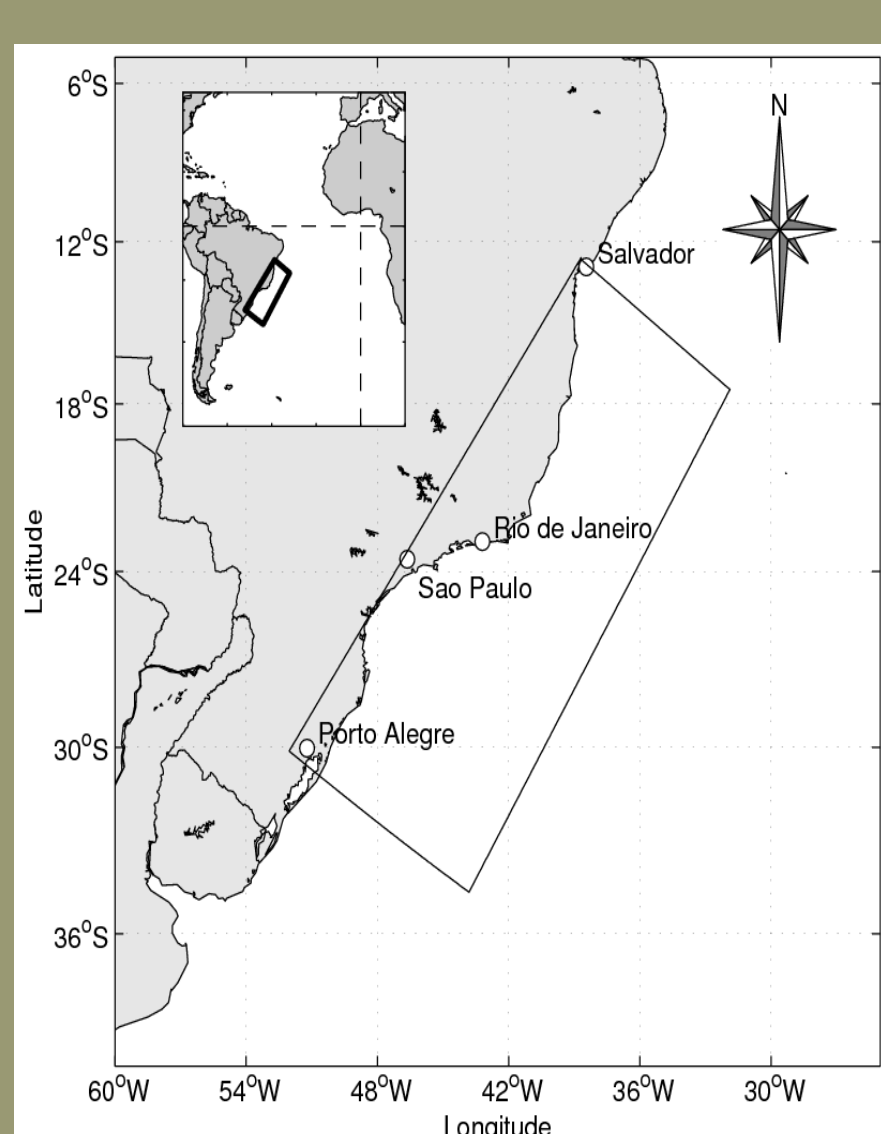 6°S
N
12°S
Salvador
18°S
Rio de Janeiro
Latitude
24°S
Sao Paulo
Porto Alegre
30°S
36°S
60°W 54°W 48°W 42°W 36°W 30°W
Longitude